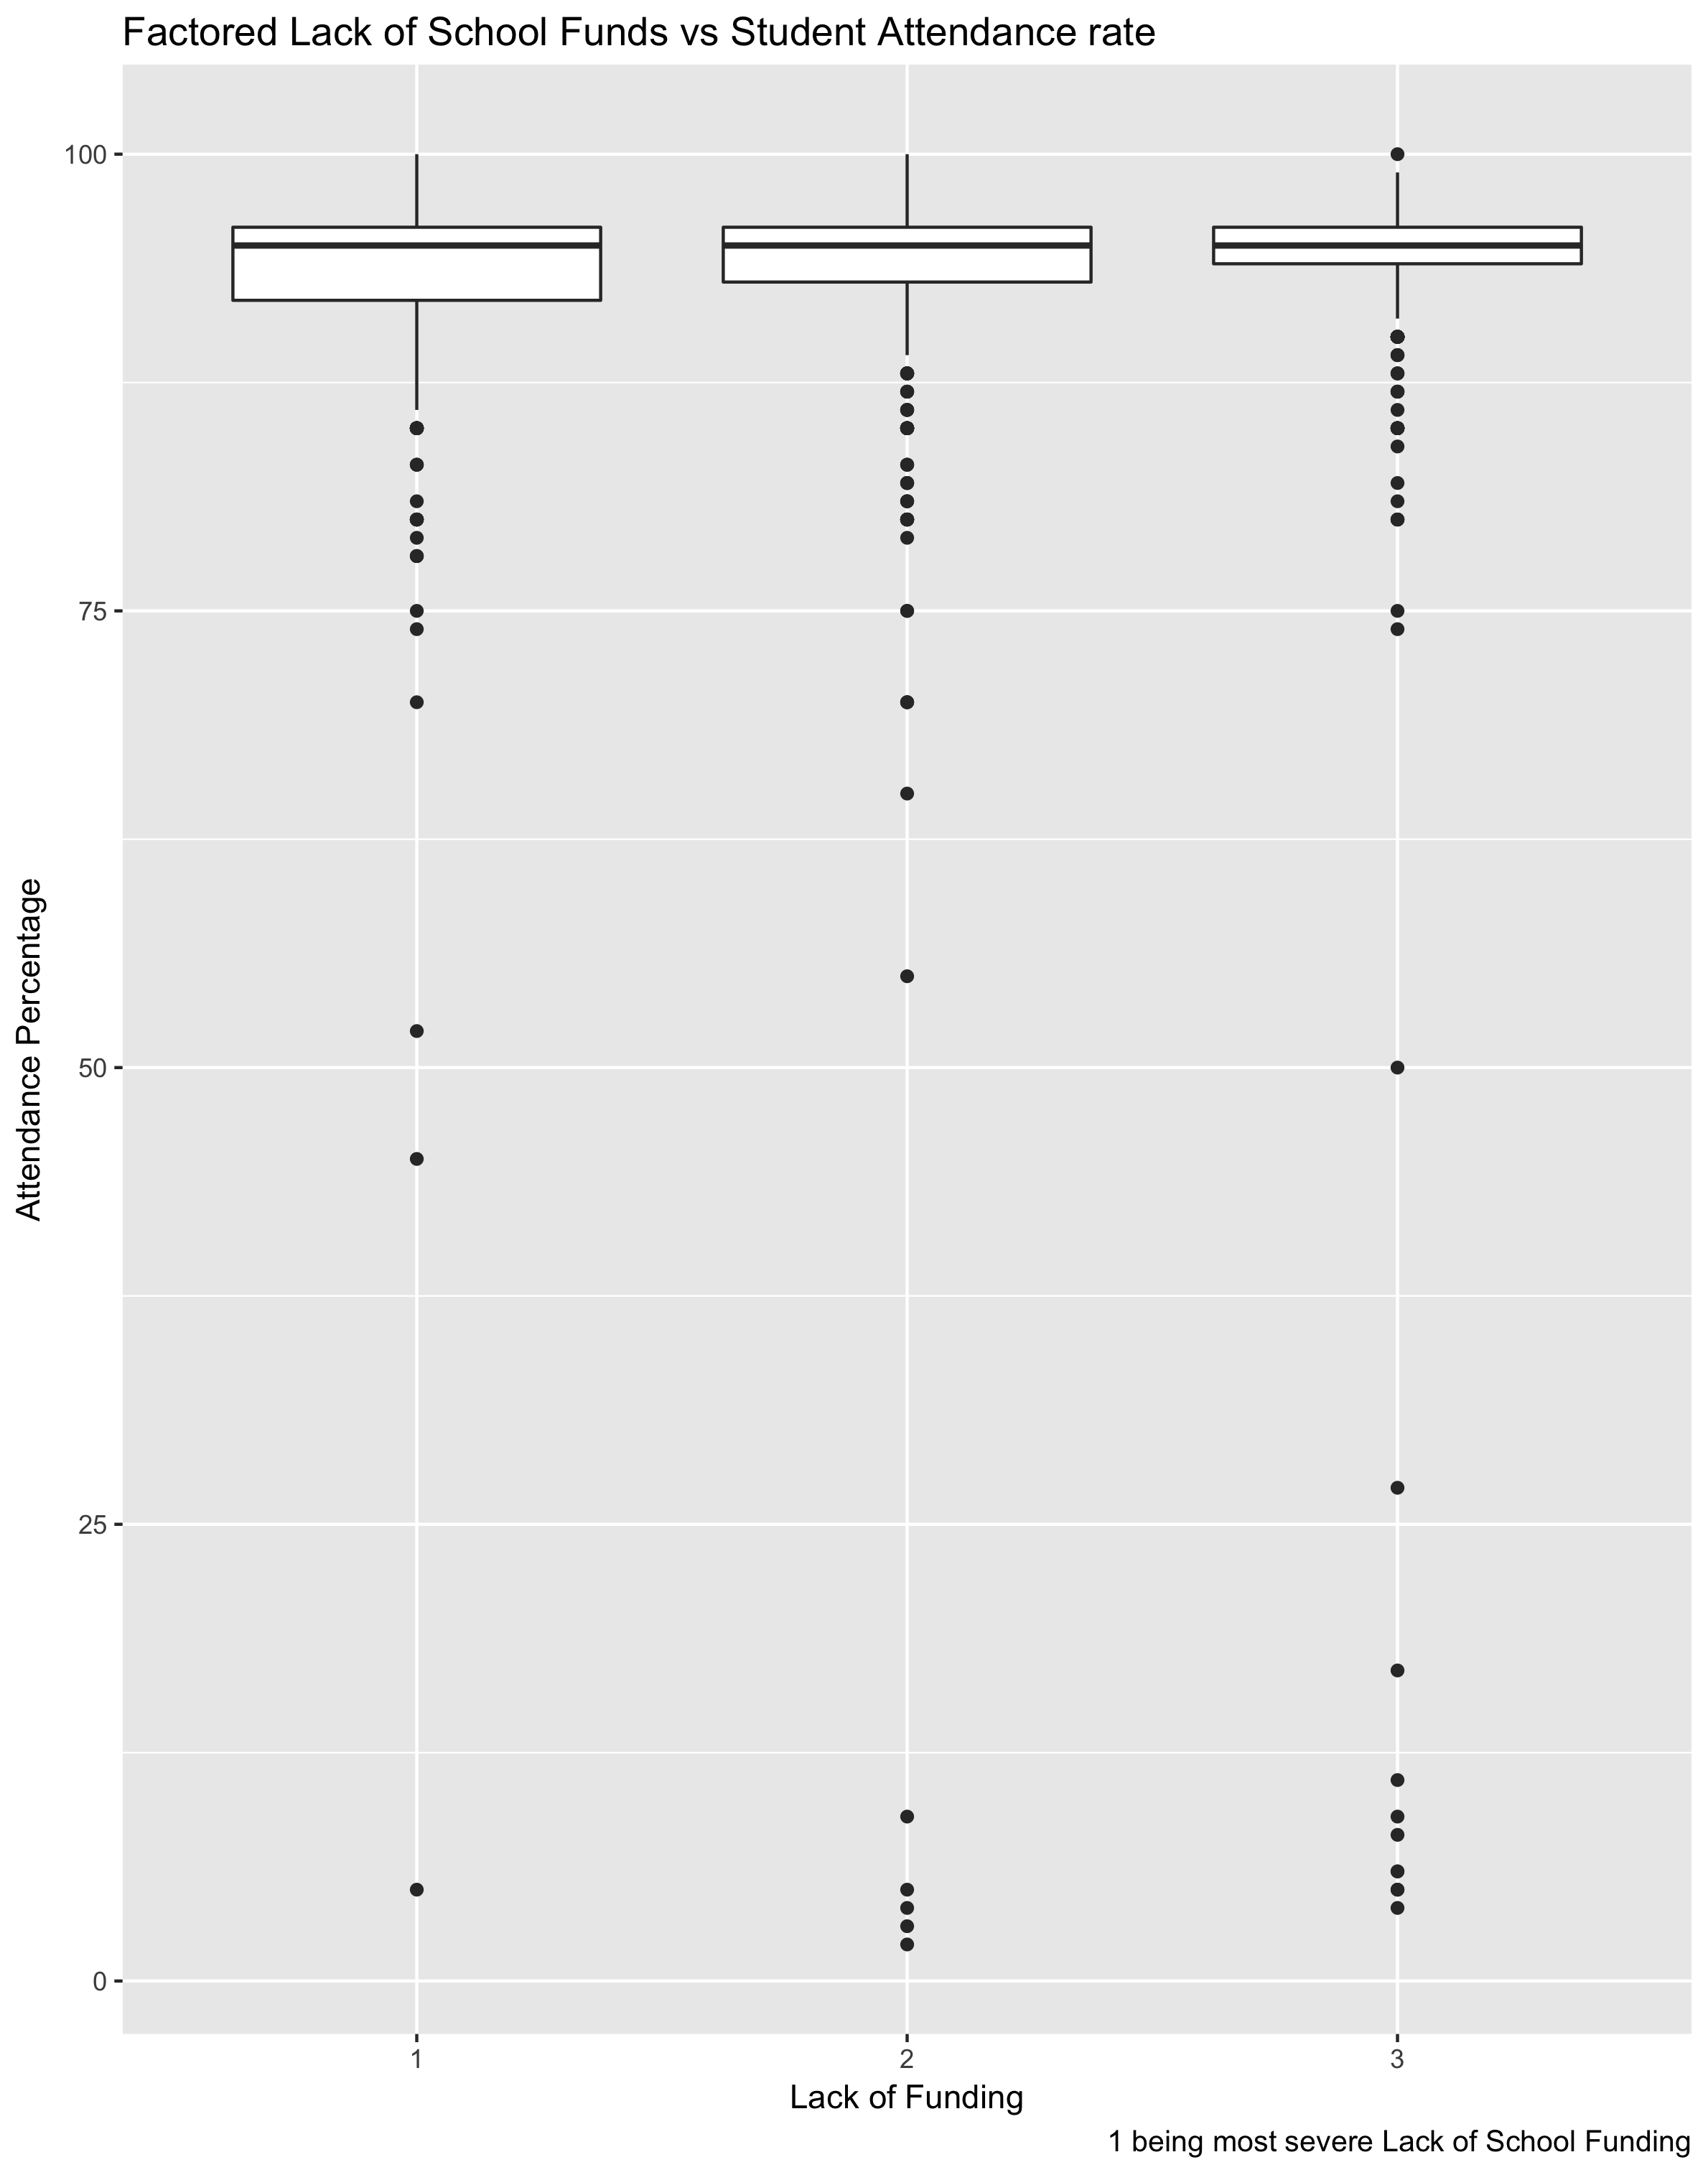 Factored Lack of School Funds vs Student Attendance rate
Attendance Percentage
100
75
50
25
0
1
2
3
Lack of Funding
1 being most severe Lack of School Funding